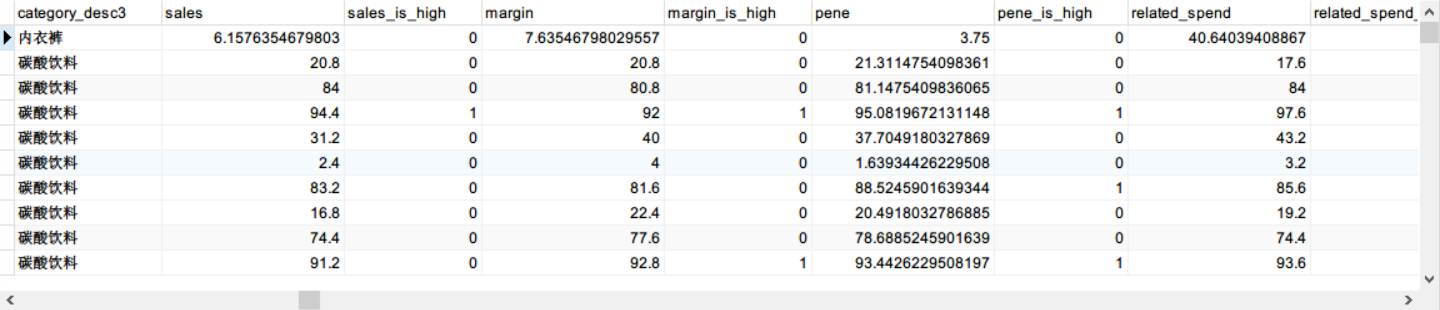 category_desc3 sales sales_is_high margin margin_is_high pene pene_is_high related_spend related_spend_
内衣裤 6.1576354679803 0 7.63546798029557 0 3.75 0 40.64039408867
碳酸饮料 20.8 0 20.8 0 21.3114754098361 0 17.6
碳酸饮料 84 0 80.8 0 81.1475409836065 0 84
碳酸饮料 94.4 1 92 1 95.0819672131148 1 97.6
碳酸饮料 31.2 0 40 0 37.7049180327869 0 43.2
碳酸饮料 2.4 0 4 0 1.63934426229508 0 3.2
碳酸饮料 83.2 0 81.6 0 88.5245901639344 1 85.6
碳酸饮料 16.8 0 22.4 0 20.4918032786885 0 19.2
碳酸饮料 74.4 0 77.6 0 78.6885245901639 0 74.4
碳酸饮料 91.2 0 92.8 1 93.4426229508197 1 93.6